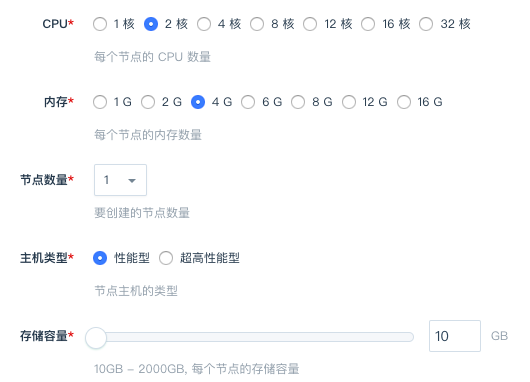 CPU* 1 核 2 核 4 核 8 核 12 核 16 核 32 核
每个节点的 CPU 数量
内存* 1 G 2 G 4 G 6 G 8 G 12 G 16 G
每个节点的内存数量
节点数量* 1
要创建的节点数量
主机类型* 性能型 超高性能型
节点主机的类型
存储容量* 10 GB
10GB - 2000GB, 每个节点的存储容量